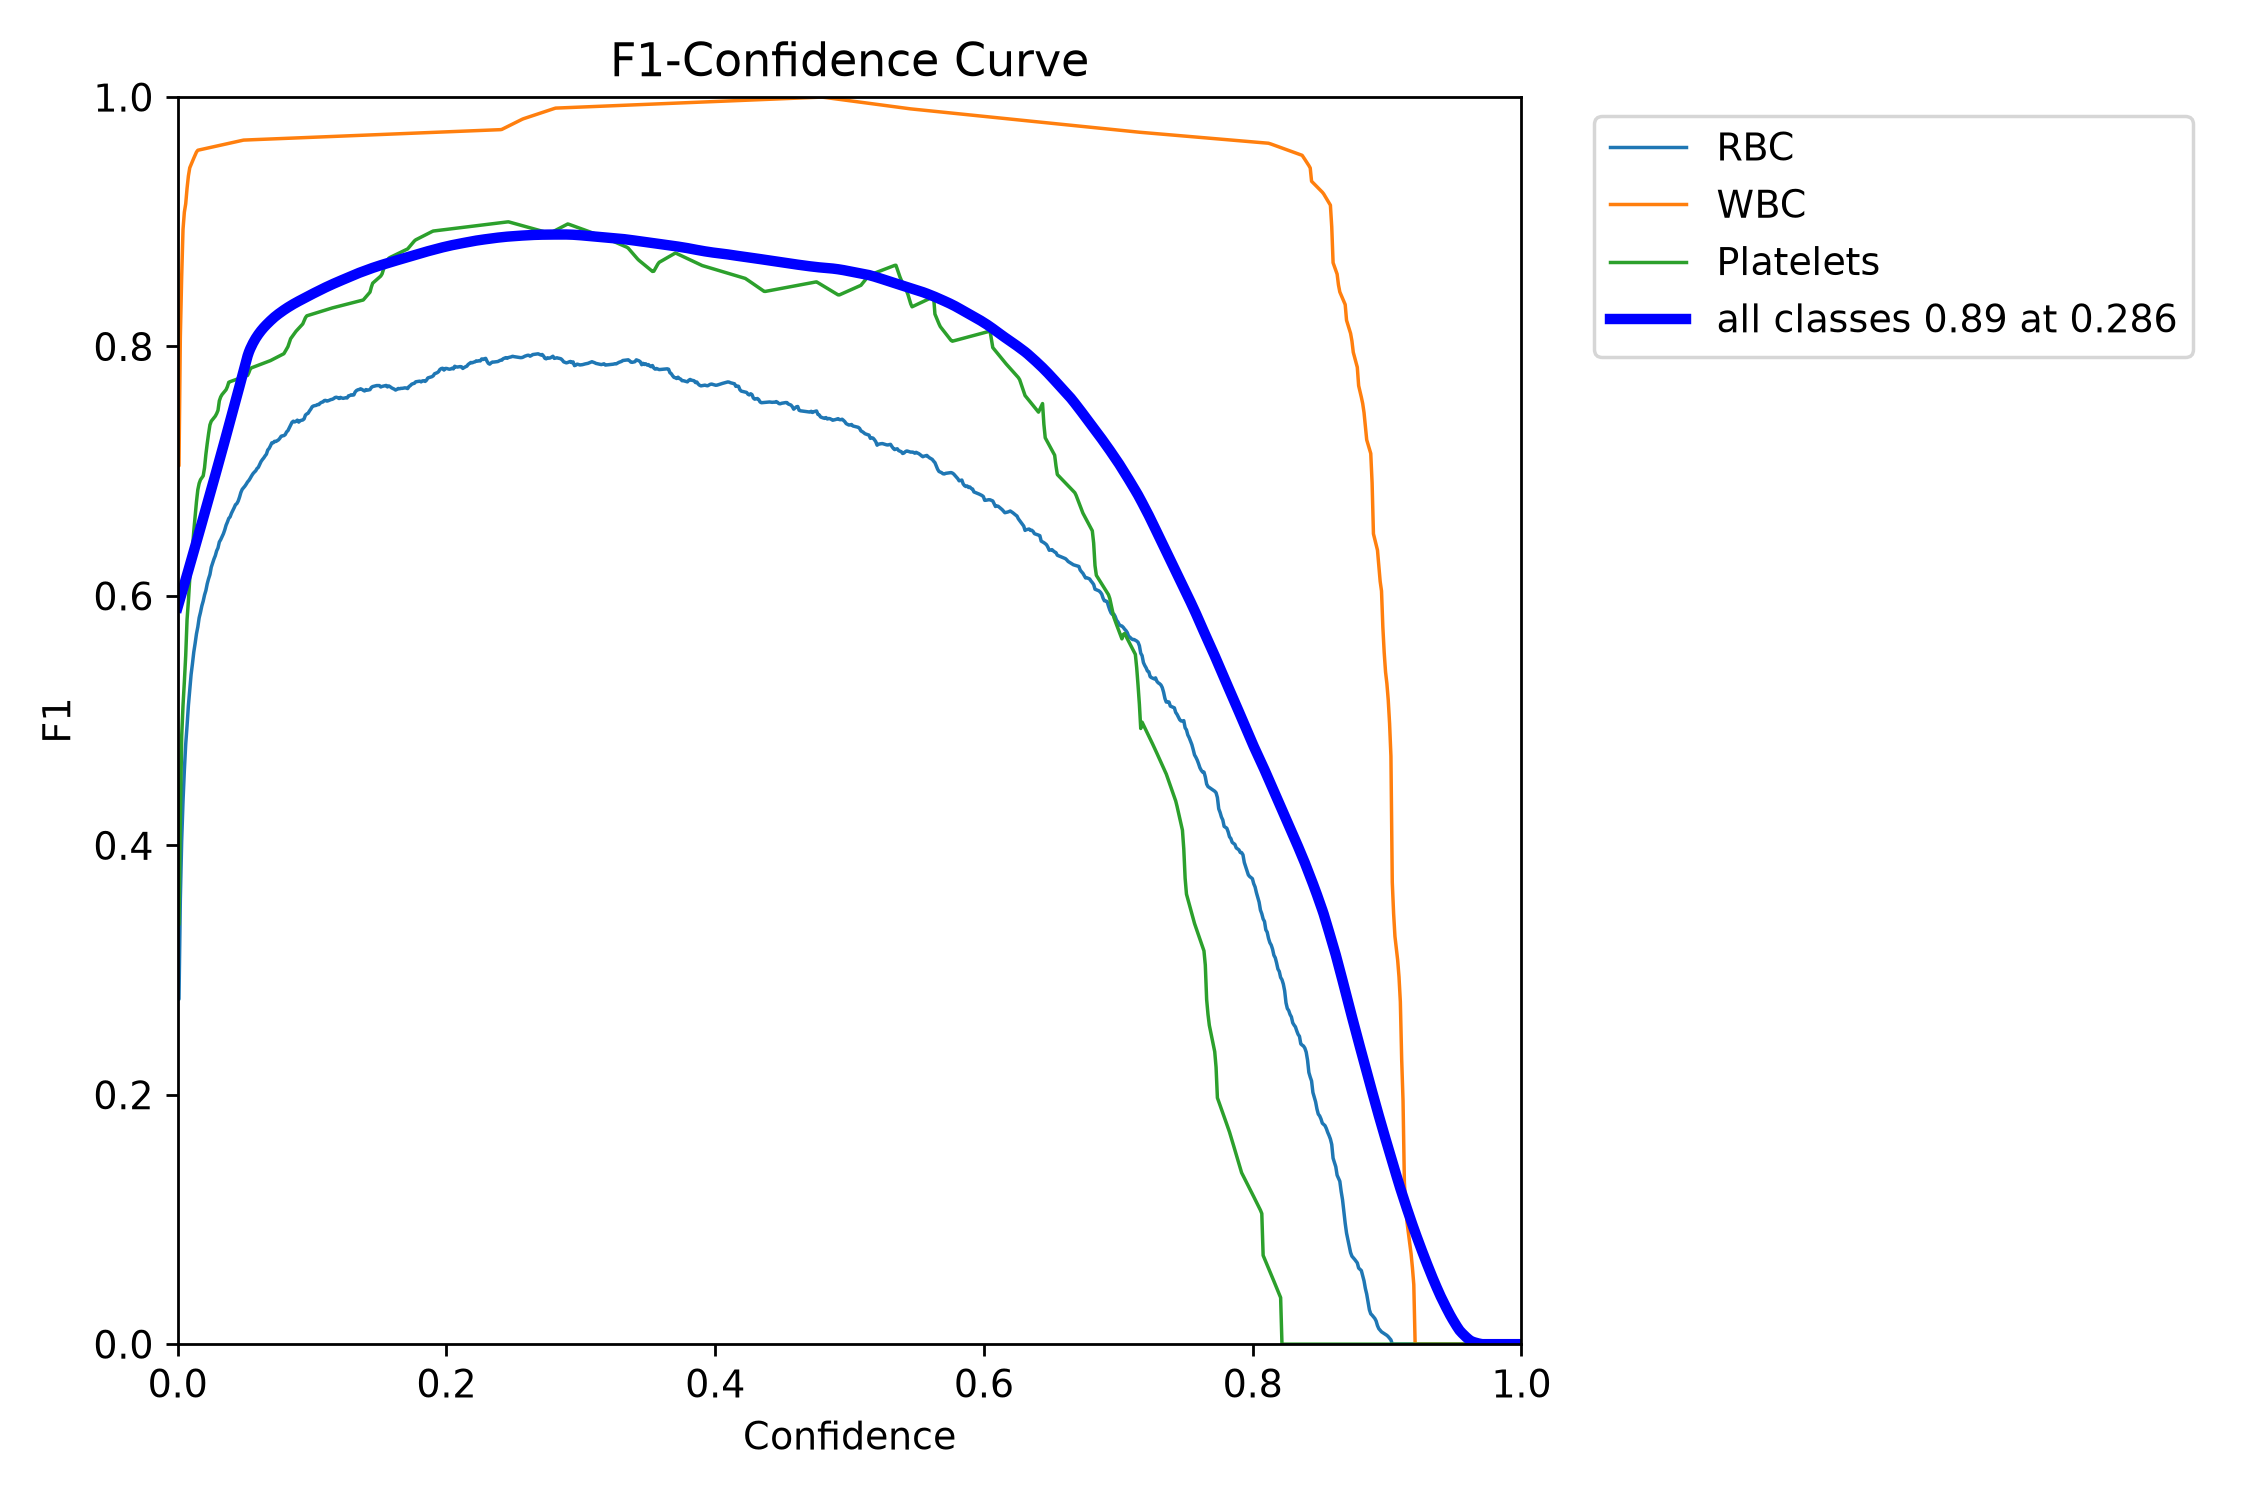 F1-Confidence Curve
1.0
0.8
0.6
0.4
0.2
0.0
F1
0.0 0.2 0.4 0.6 0.8 1.0
Confidence
RBC
WBC
Platelets
all classes 0.89 at 0.286